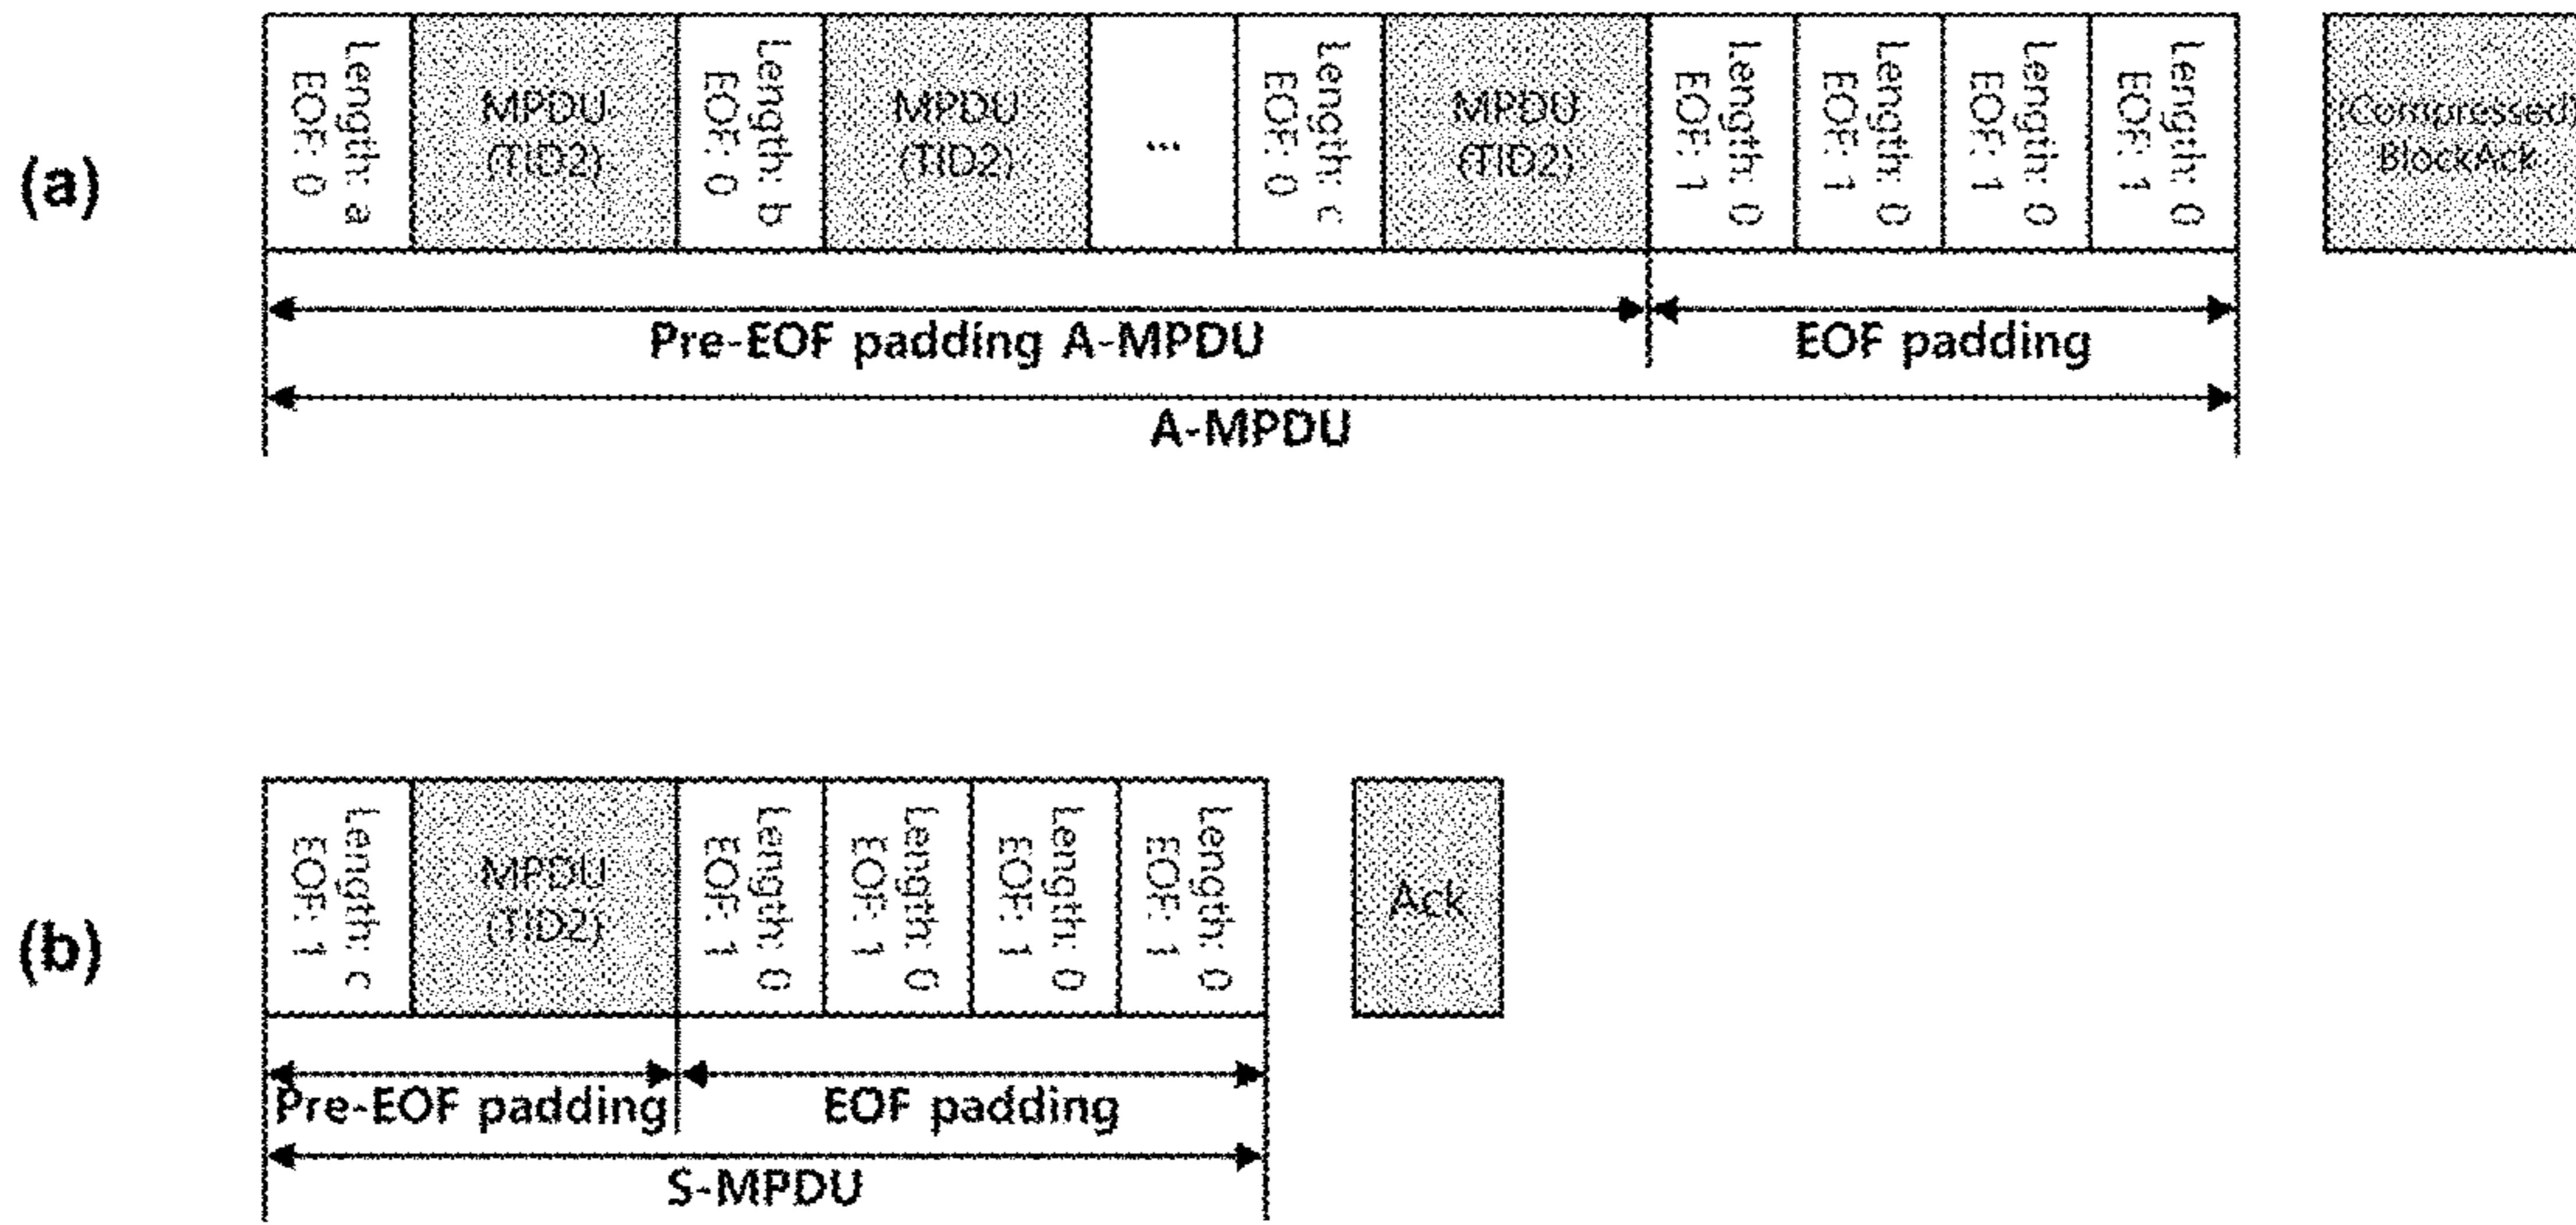 (a)
Length: a
EOF: 0
MPDU
(TID2)
Length: b
EOF: 0
MPDU
(TID2)
...
Length: c
EOF: 0
MPDU
(TID2)
Length: 0
EOF: 1
Length: 0
EOF: 1
Length: 0
EOF: 1
Length: 0
EOF: 1
(Compressed)
BlockAck
Pre-EOF padding A-MPDU
EOF padding
A-MPDU
(b)
Length: c
EOF: 1
MPDU
(TID2)
Length: 0
EOF: 1
Length: 0
EOF: 1
Length: 0
EOF: 1
Length: 0
EOF: 1
Ack
Pre-EOF padding
EOF padding
S-MPDU